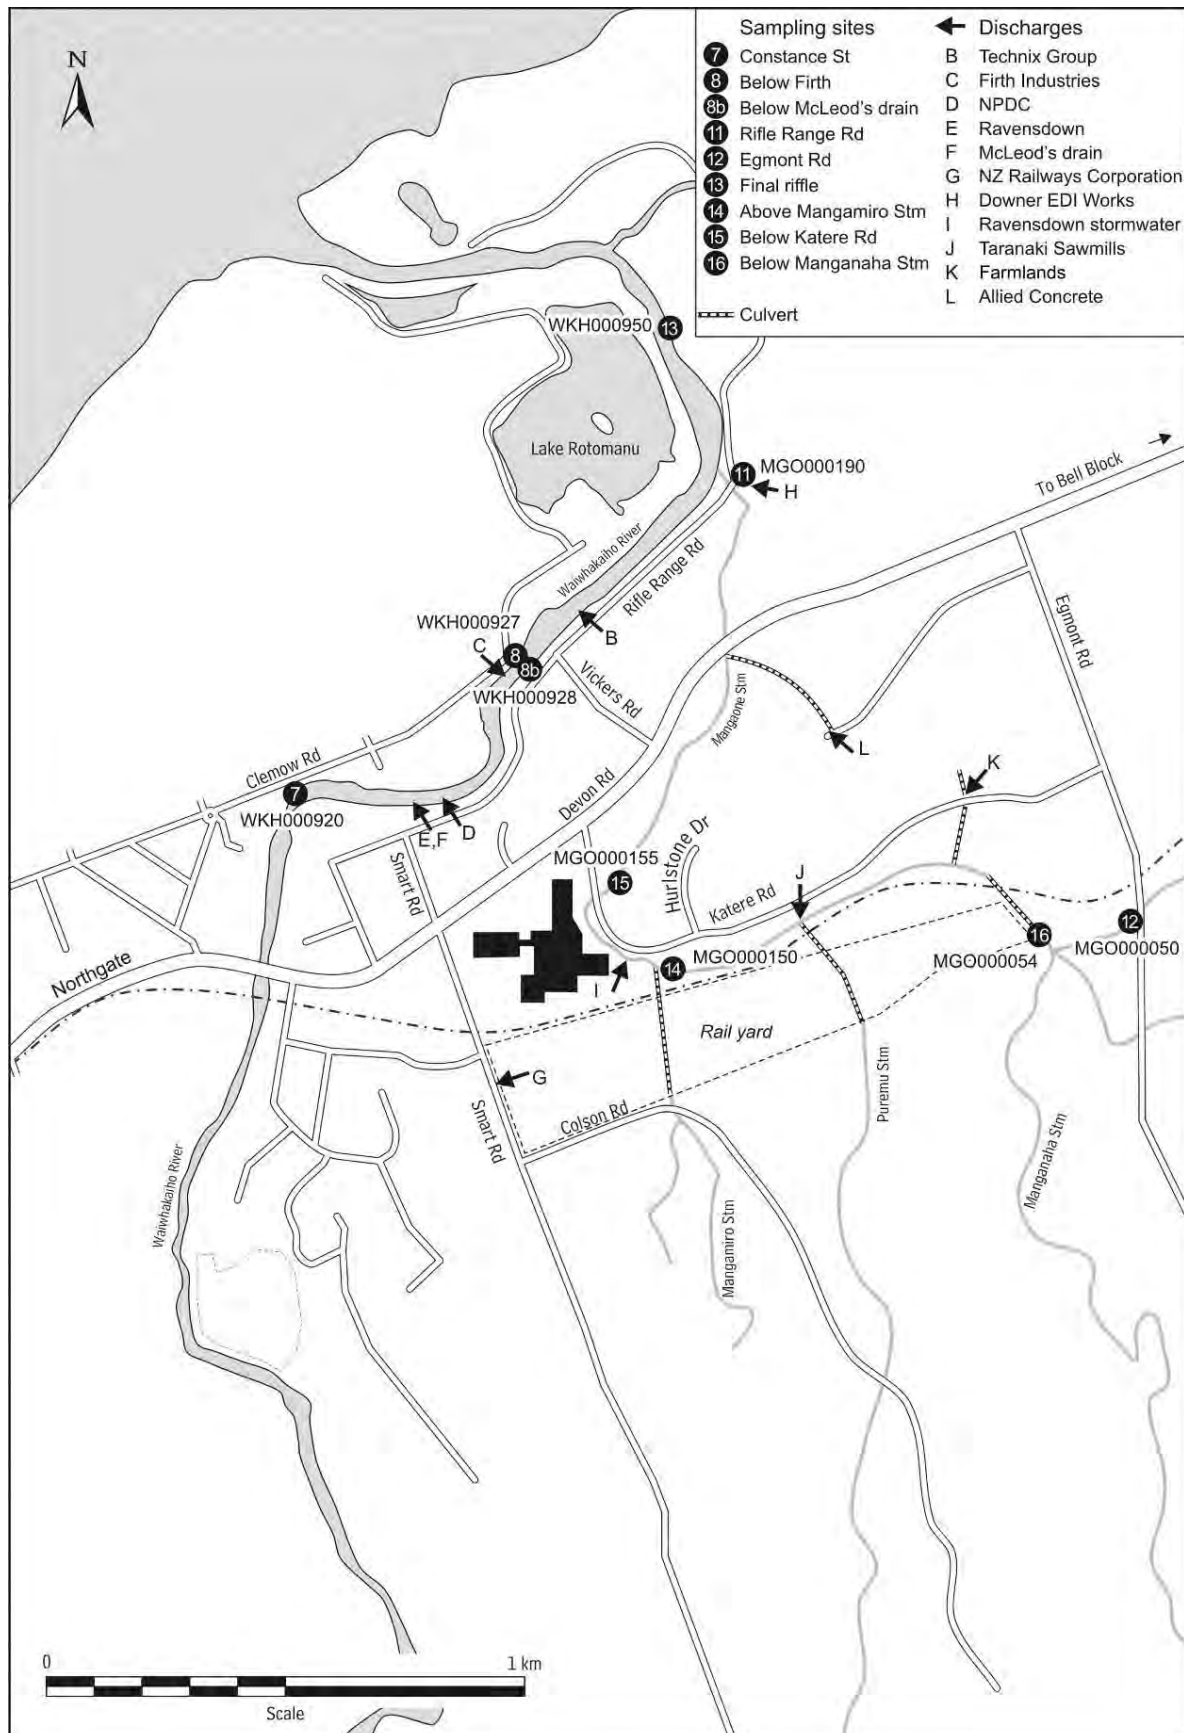 N
Sampling sites
7 Constance St
8 Below Firth
8b Below McLeod's drain
11 Rifle Range Rd
12 Egmont Rd
13 Final riffle
14 Above Mangamiro Stm
15 Below Katere Rd
16 Below Manganaha Stm
Culvert
Discharges
B Technix Group
C Firth Industries
D NPDC
E Ravensdown
F McLeod's drain
G NZ Railways Corporation
H Downer EDI Works
I Ravensdown stormwater
J Taranaki Sawmills
K Farmlands
L Allied Concrete
WKH000950 13
Lake Rotomanu
11 MGO000190
H
To Bell Block
Waiwhakaiho River
Rifle Range Rd
Egmont Rd
WKH000927
B
C
8
8b
WKH000928
Vickers Rd
Mangaone Stm
L
K
Clemow Rd
7
WKH000920
E,F
D
Devon Rd
Smart Rd
MGO000155
15
Hurlstone Dr
J
Katere Rd
12
MGO000050
16
MGO000054
MGO000150
14
I
Northgate
Rail yard
G
Smart Rd
Colson Rd
Puremu Stm
Manganaha Stm
Mangamiro Stm
Waiwhakaiho River
0 1 km
Scale